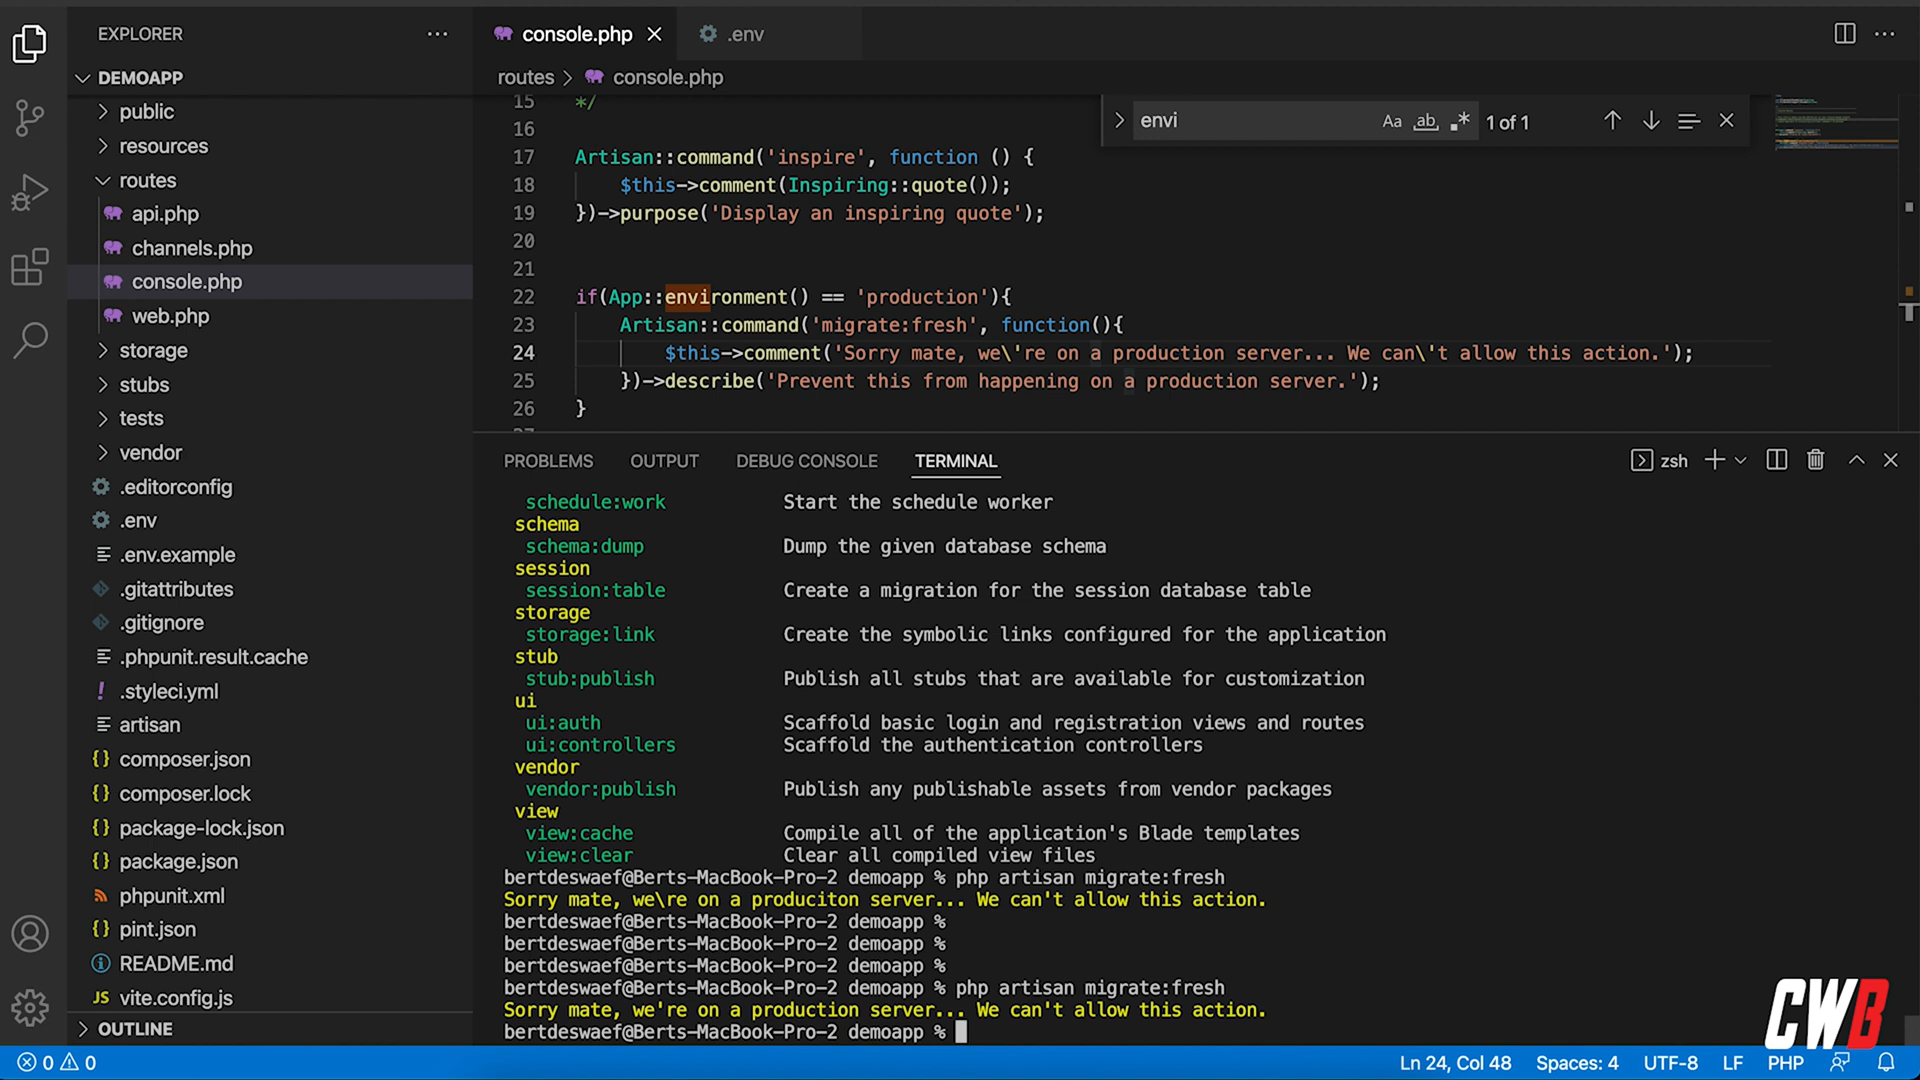 EXPLORER
DEMOAPP
public
resources
routes
api.php
channels.php
console.php
web.php
storage
stubs
tests
vendor
.editorconfig
.env
.env.example
.gitattributes
.gitignore
.phpunit.result.cache
.styleci.yml
artisan
composer.json
composer.lock
package-lock.json
package.json
phpunit.xml
pint.json
README.md
JS vite.config.js
OUTLINE
console.php
.env
routes > console.php
envi Aa ab 1 of 1
15 */
16
17 Artisan::command('inspire', function () {
18 $this->comment(Inspiring::quote());
19 })->purpose('Display an inspiring quote');
20
21
22 if(App::environment() == 'production'){
23 Artisan::command('migrate:fresh', function(){
24 $this->comment('Sorry mate, we\'re on a production server... We can\'t allow this action.');
25 })->describe('Prevent this from happening on a production server.');
26 }
PROBLEMS OUTPUT DEBUG CONSOLE TERMINAL zsh
schedule:work Start the schedule worker
schema
schema:dump Dump the given database schema
session
session:table Create a migration for the session database table
storage
storage:link Create the symbolic links configured for the application
stub
stub:publish Publish all stubs that are available for customization
ui
ui:auth Scaffold basic login and registration views and routes
ui:controllers Scaffold the authentication controllers
vendor
vendor:publish Publish any publishable assets from vendor packages
view
view:cache Compile all of the application's Blade templates
view:clear Clear all compiled view files
bertdeswaef@Berts-MacBook-Pro-2 demoapp % php artisan migrate:fresh
Sorry mate, we\re on a produciton server... We can't allow this action.
bertdeswaef@Berts-MacBook-Pro-2 demoapp %
bertdeswaef@Berts-MacBook-Pro-2 demoapp %
bertdeswaef@Berts-MacBook-Pro-2 demoapp %
bertdeswaef@Berts-MacBook-Pro-2 demoapp % php artisan migrate:fresh
Sorry mate, we're on a production server... We can't allow this action.
bertdeswaef@Berts-MacBook-Pro-2 demoapp %
CWB
0 0
Ln 24, Col 48 Spaces: 4 UTF-8 LF PHP